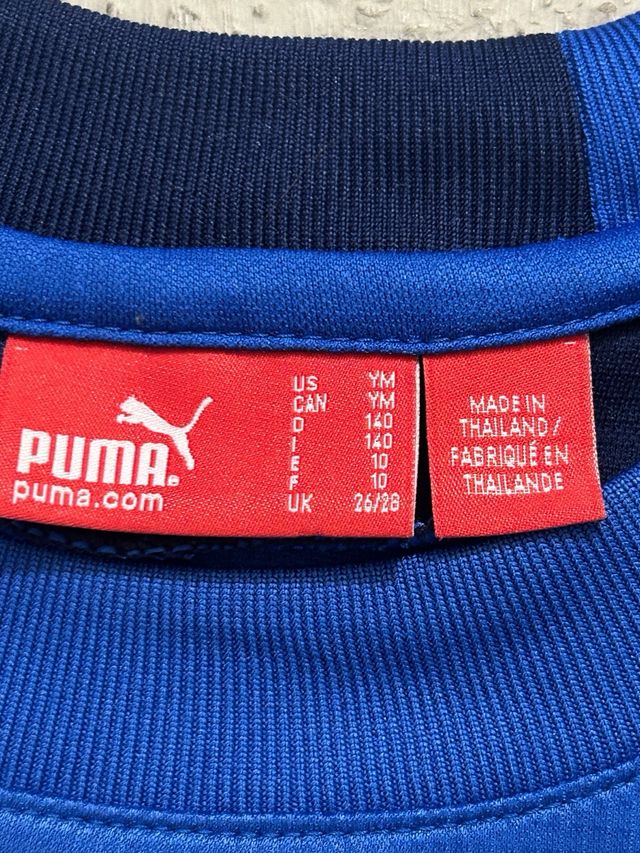 PUMA®
puma.com
US YM
CAN YM
D 140
I 140
E 10
F 10
UK 26/28
MADE IN
THAILAND/
FABRIQUÉ EN
THAILANDE